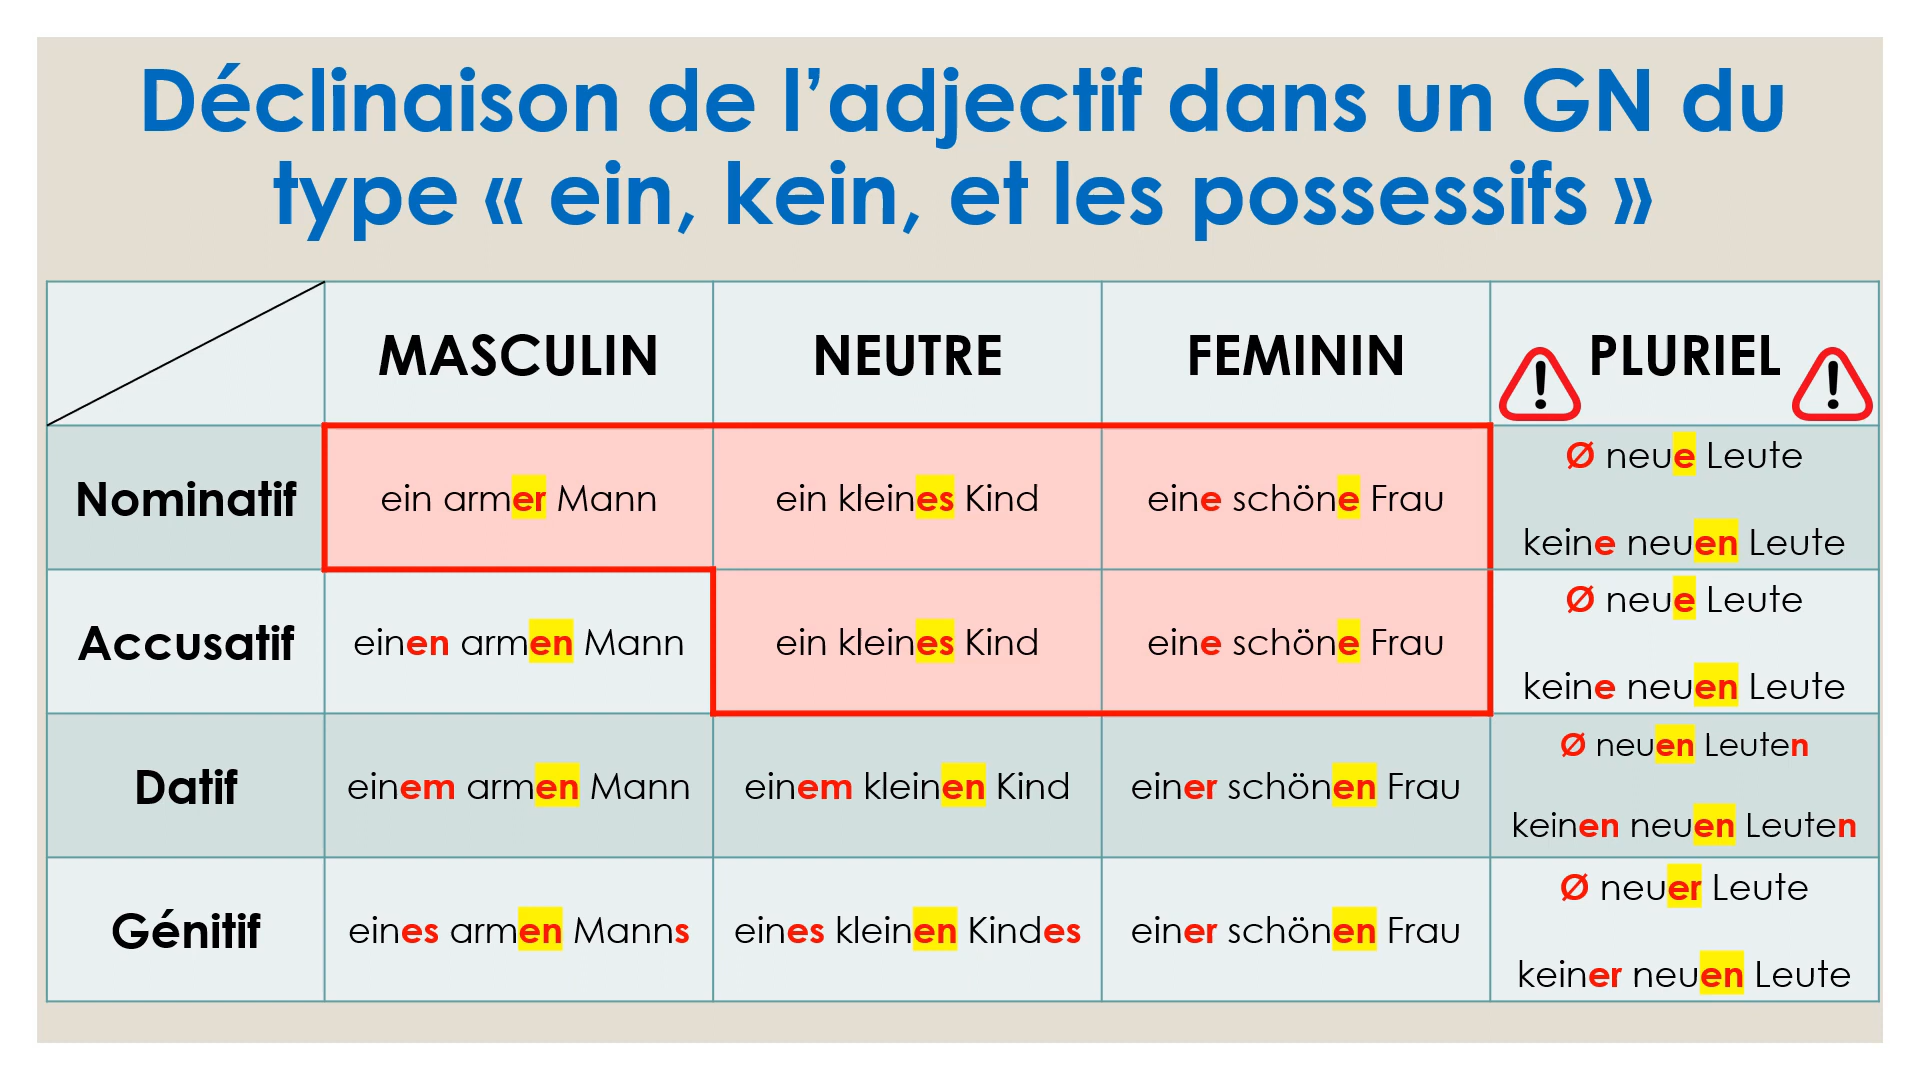 Déclinaison de l’adjectif dans un GN du
type « ein, kein, et les possessifs »
MASCULIN NEUTRE FEMININ PLURIEL
Nominatif
ein armer Mann
ein kleines Kind
eine schöne Frau
Ø neue Leute
keine neuen Leute
Accusatif
einen armen Mann
ein kleines Kind
eine schöne Frau
Ø neue Leute
keine neuen Leute
Datif
einem armen Mann
einem kleinen Kind
einer schönen Frau
Ø neuen Leuten
keinen neuen Leuten
Génitif
eines armen Manns
eines kleinen Kindes
einer schönen Frau
Ø neuer Leute
keiner neuen Leute